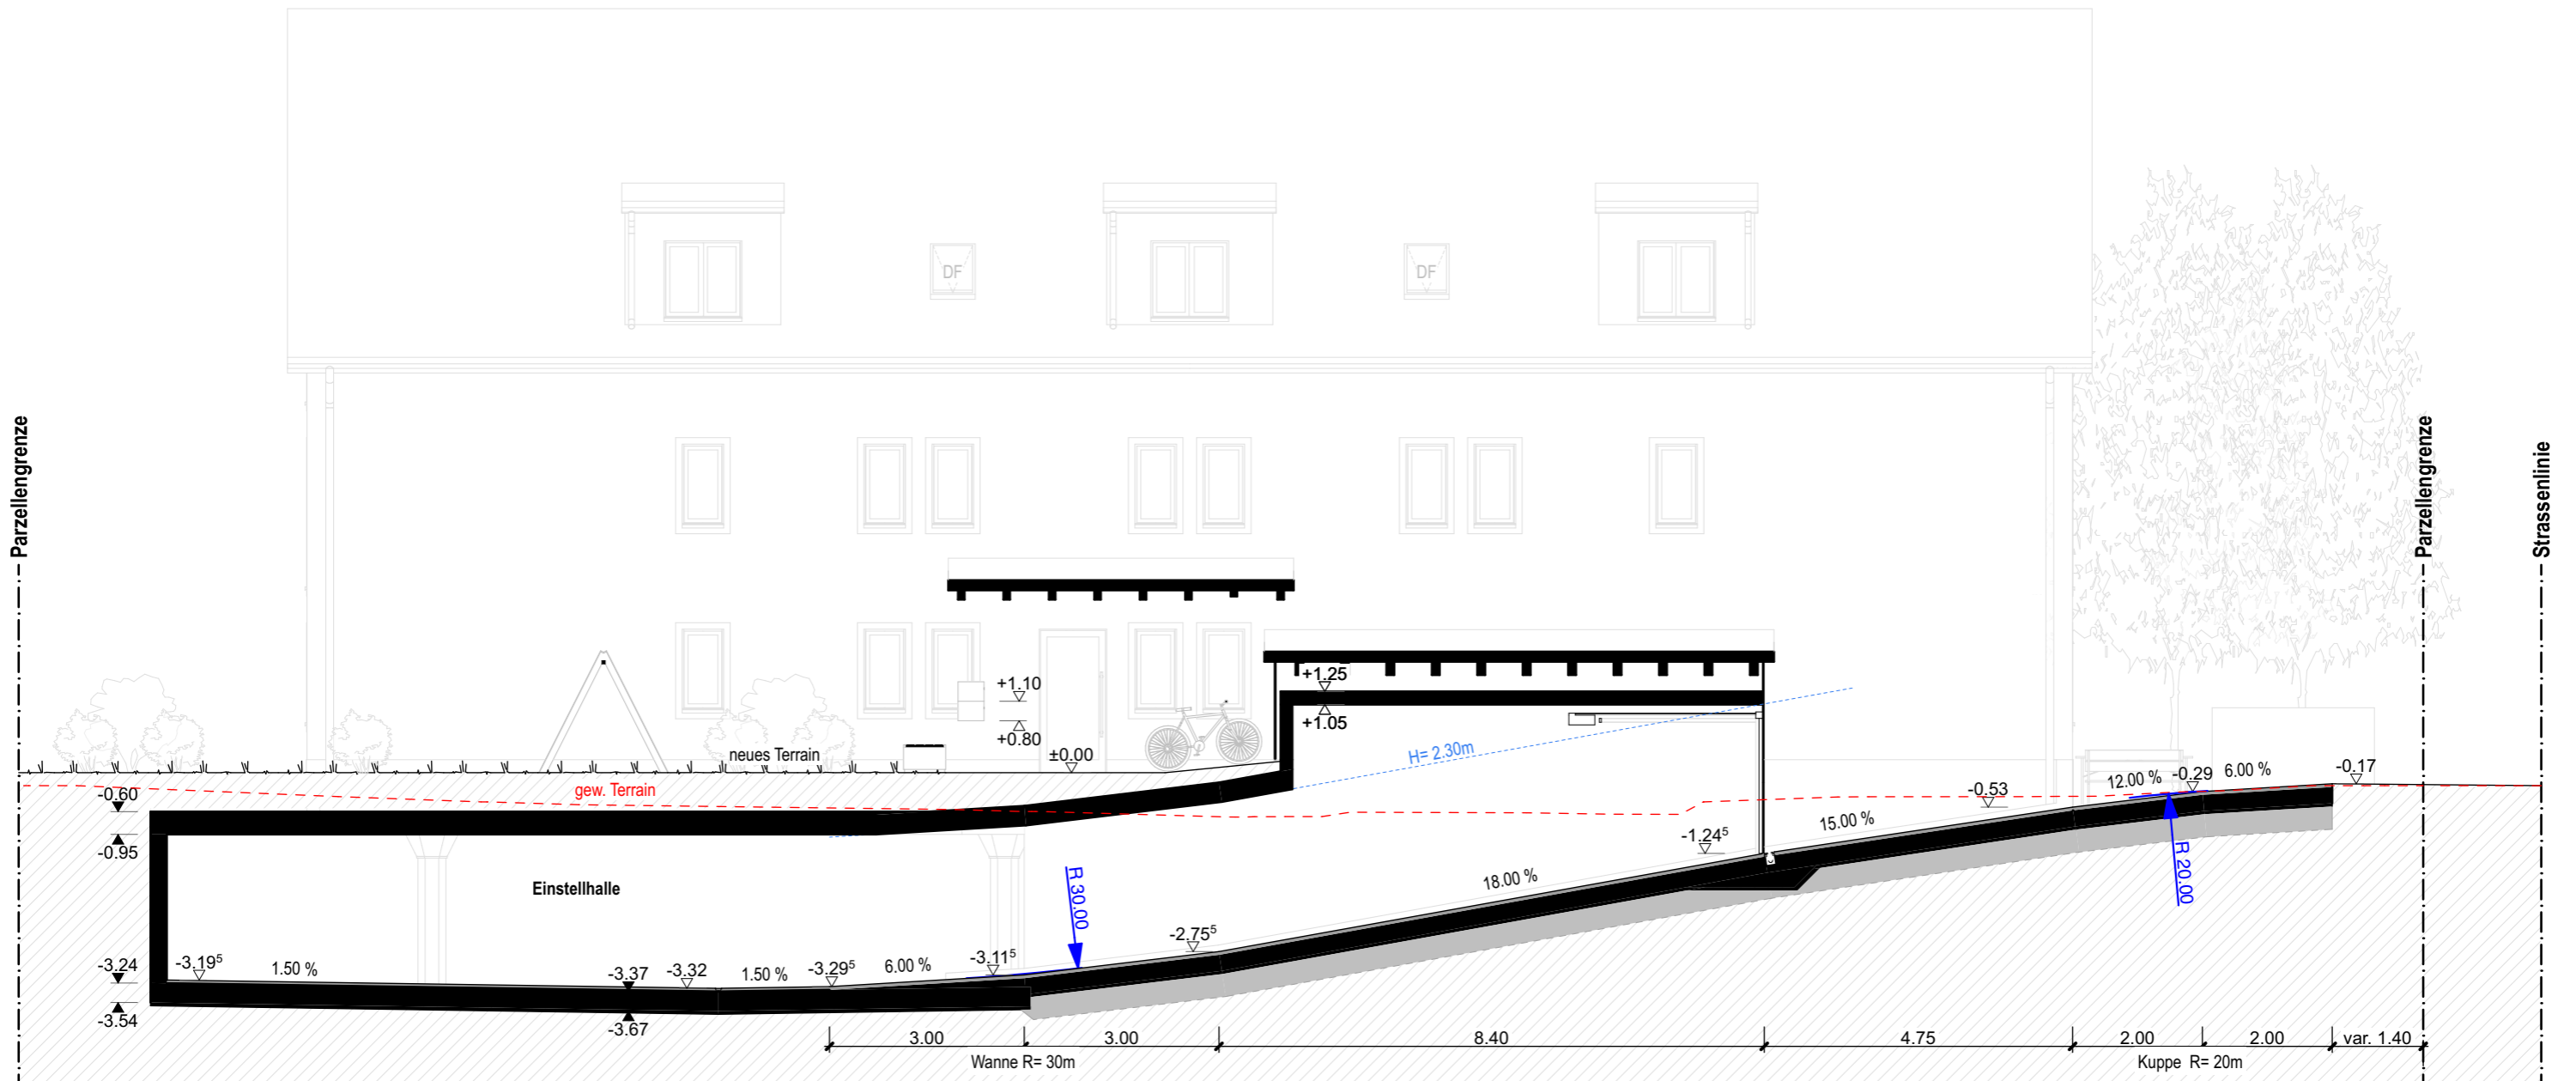 DF
DF
Parzellengrenze
Parzellengrenze
Strassenlinie
+1.25
+1.05
+1.10
+0.80
±0.00
neues Terrain
gew. Terrain
H= 2.30m
-0.60
-0.95
-0.17
6.00 %
-0.29
12.00 %
-0.53
15.00 %
-1.24⁵
18.00 %
R 20.00
R 30.00
Einstellhalle
-2.75⁵
-3.11⁵
6.00 %
-3.29⁵
1.50 %
-3.32
-3.37
1.50 %
-3.19⁵
-3.24
-3.54
-3.67
3.00
3.00
8.40
4.75
2.00
2.00
var. 1.40
Wanne R= 30m
Kuppe R= 20m